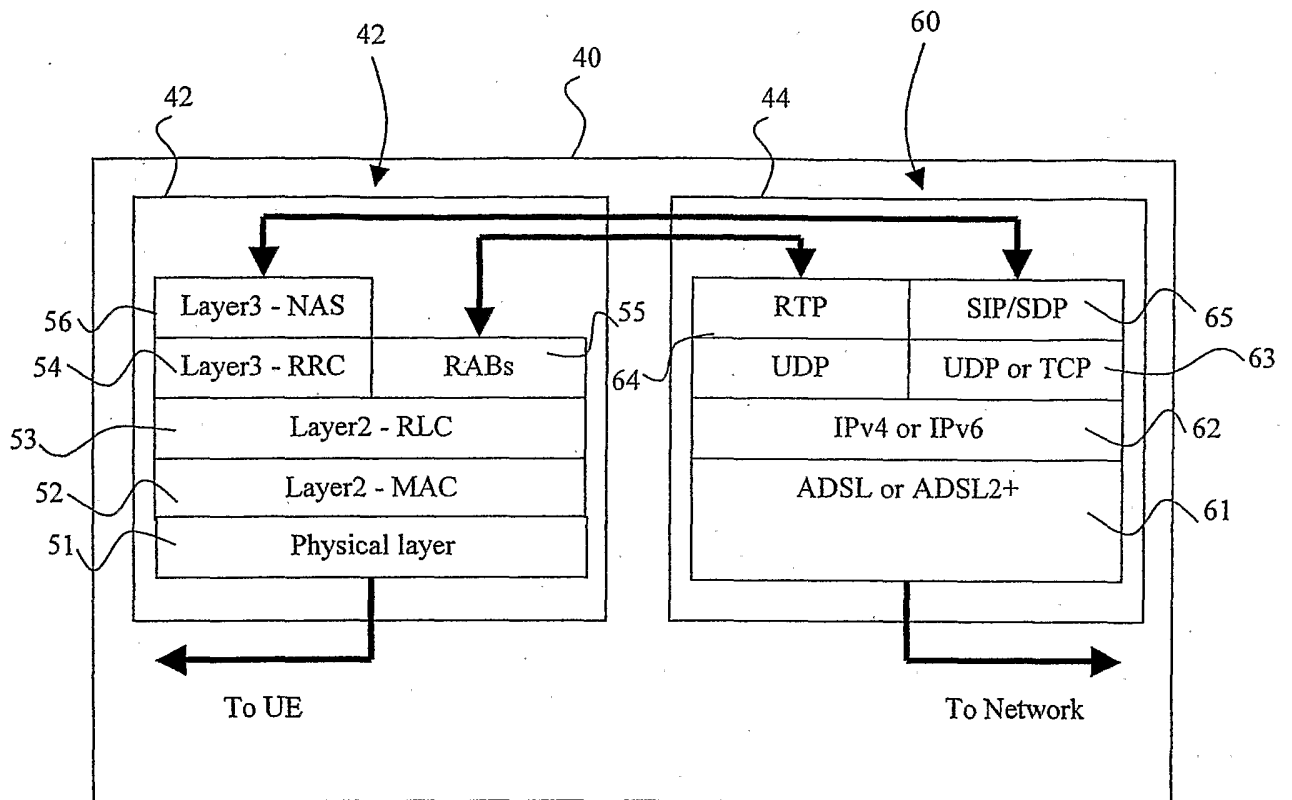 42
60
40
42
44
Layer3 - NAS
RTP
SIP/SDP
56
55
65
Layer3 - RRC
RABs
UDP
UDP or TCP
54
64
63
Layer2 - RLC
IPv4 or IPv6
53
62
Layer2 - MAC
ADSL or ADSL2+
52
61
Physical layer
51
To UE
To Network